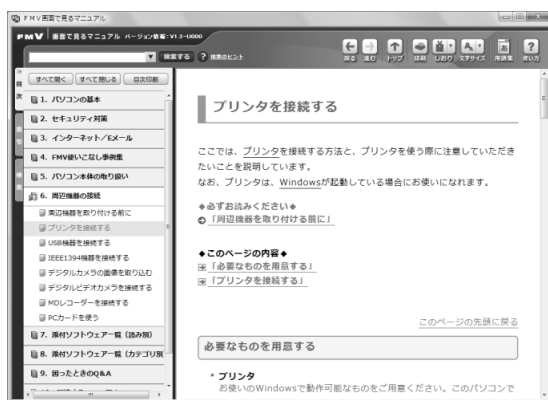 FMV画面で見るマニュアル
FMV 画面で見るマニュアル バージョン情報:V1.3-U000
検索する ? 検索のヒント
戻る 進む トップ 印刷 しおり 文字サイズ 用語集 使い方
目次
すべて開く すべて閉じる 目次印刷
1. パソコンの基本
2. セキュリティ対策
3. インターネット/Eメール
4. FMV使いこなし事例集
5. パソコン本体の取り扱い
6. 周辺機器の接続
周辺機器を取り付ける前に
プリンタを接続する
USB機器を接続する
IEEE1394機器を接続する
デジタルカメラの画像を取り込む
デジタルビデオカメラを接続する
MDレコーダーを接続する
PCカードを使う
7. 添付ソフトウェア一覧(読み別)
8. 添付ソフトウェア一覧(カテゴリ別
9. 困ったときのQ&A
プリンタを接続する
ここでは、プリンタを接続する方法と、プリンタを使う際に注意していただき
たいことを説明しています。
なお、プリンタは、Windowsが起動している場合にお使いになれます。
◆必ずお読みください◆
「周辺機器を取り付ける前に」
◆このページの内容◆
「必要なものを用意する」
「プリンタを接続する」
このページの先頭に戻る
必要なものを用意する
・プリンタ
お使いのWindowsで動作可能なものをご用意ください。このパソコンで